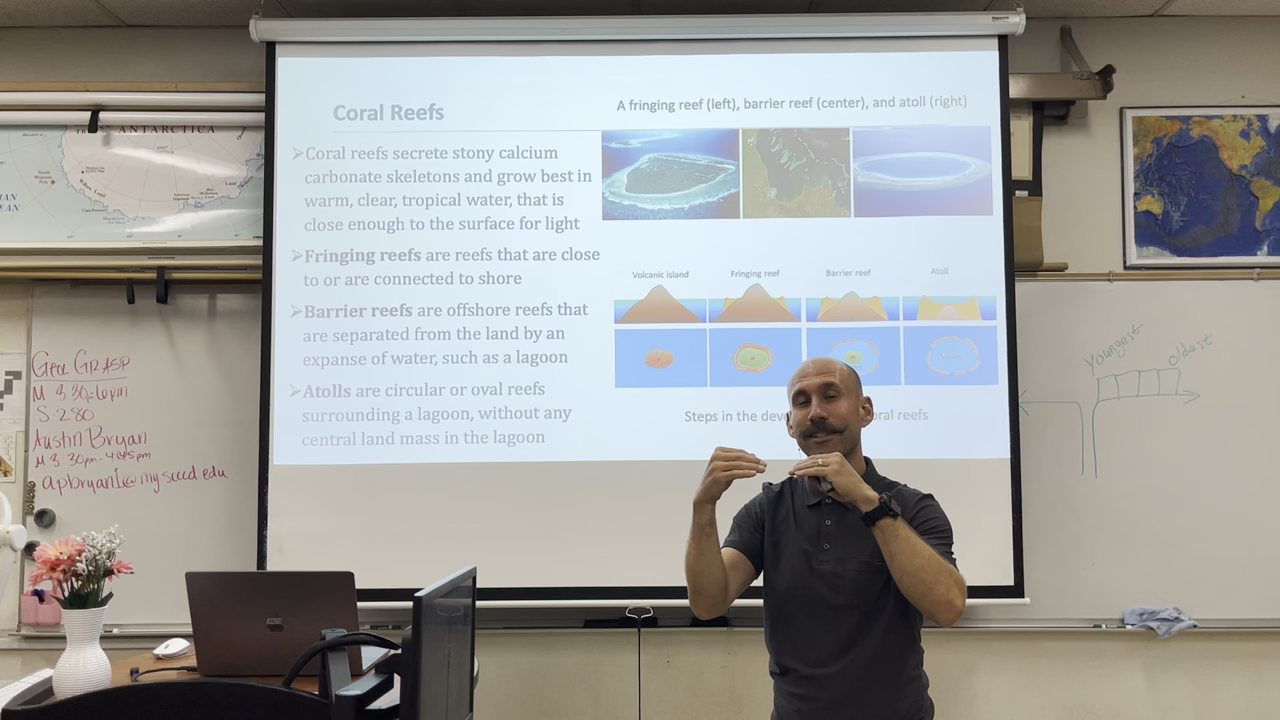 Coral Reefs
➢Coral reefs secrete stony calcium
carbonate skeletons and grow best in
warm, clear, tropical water, that is
close enough to the surface for light
➢Fringing reefs are reefs that are close
to or are connected to shore
➢Barrier reefs are offshore reefs that
are separated from the land by an
expanse of water, such as a lagoon
➢Atolls are circular or oval reefs
surrounding a lagoon, without any
central land mass in the lagoon
A fringing reef (left), barrier reef (center), and atoll (right)
Volcanic island Fringing reef Barrier reef Atoll
Steps in the deve oral reefs
ANTARCTICA
South
Geol GRASP
M 3:30-6pm
S-280
Austin Bryan
M 3:30pm-4:45pm
apbryan1@mysccd.edu
youngest oldest